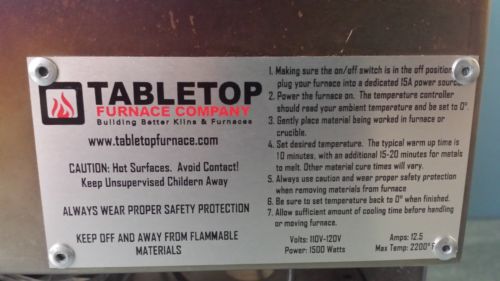 TABLETOP
FURNACE COMPANY
Building Better Kilns & Furnaces
www.tabletopfurnace.com
CAUTION: Hot Surfaces. Avoid Contact!
Keep Unsupervised Childern Away
ALWAYS WEAR PROPER SAFETY PROTECTION
KEEP OFF AND AWAY FROM FLAMMABLE
MATERIALS
1. Making sure the on/off switch is in the off position
plug your furnace into a dedicated 15A power source.
2. Power the furnace on. The temperature controller
should read your ambient temperature and be set to 0°.
3. Gently place material being worked in furnace or
crucible.
4. Set desired temperature. The typical warm up time is
10 minutes, with an additional 15-20 minutes for metals
to melt. Other material cure times will vary.
5. Always use caution and wear proper safety protection
when removing materials from furnace
6. Be sure to set temperature back to 0° when finished.
7. Allow sufficient amount of cooling time before handling
or moving furnace.
Volts: 110V-120V
Amps: 12.5
Power: 1500 Watts
Max Temp: 2200° F